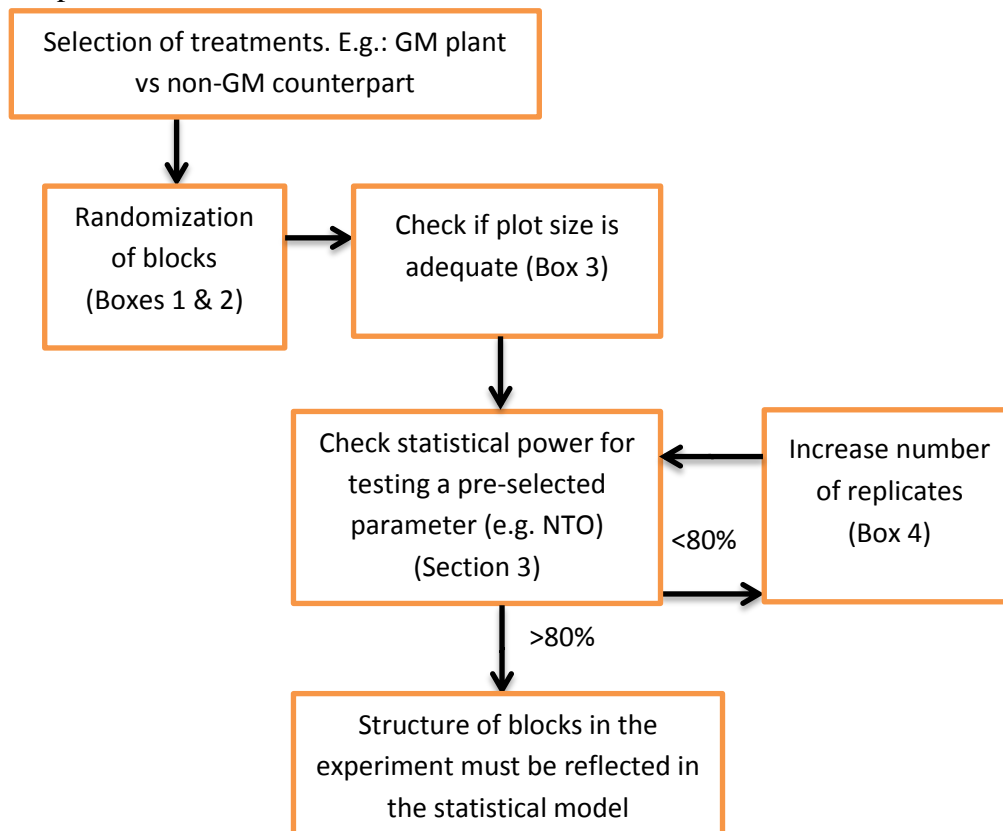 Selection of treatments. E.g.: GM plant
vs non-GM counterpart
Randomization
of blocks
(Boxes 1 & 2)
Check if plot size is
adequate (Box 3)
Check statistical power for
testing a pre-selected
parameter (e.g. NTO)
(Section 3)
<80%
Increase number
of replicates
(Box 4)
>80%
Structure of blocks in the
experiment must be reflected in
the statistical model